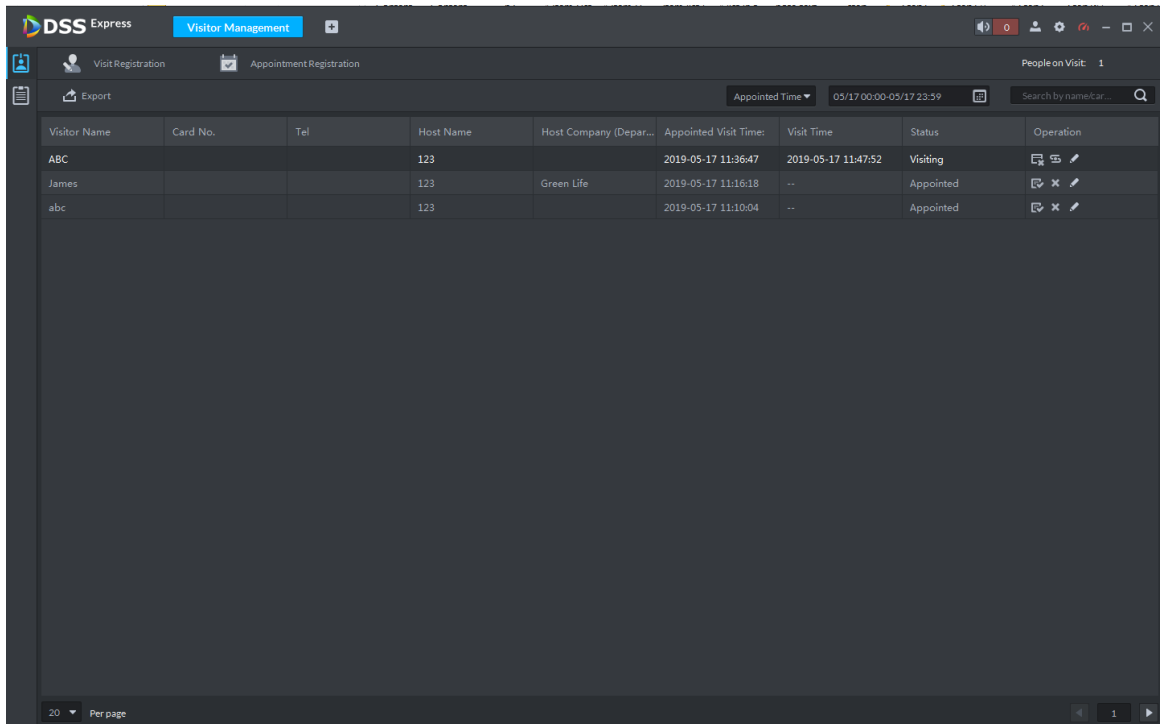 DSS Express Visitor Management 0
Visit Registration Appointment Registration People on Visit: 1
Export Appointed Time 05/17 00:00-05/17 23:59 Search by name/car...
Visitor Name Card No. Tel Host Name Host Company (Depar... Appointed Visit Time: Visit Time Status Operation
ABC 123 2019-05-17 11:36:47 2019-05-17 11:47:52 Visiting
James 123 Green Life 2019-05-17 11:16:18 -- Appointed
abc 123 2019-05-17 11:10:04 -- Appointed
20 Per page 1